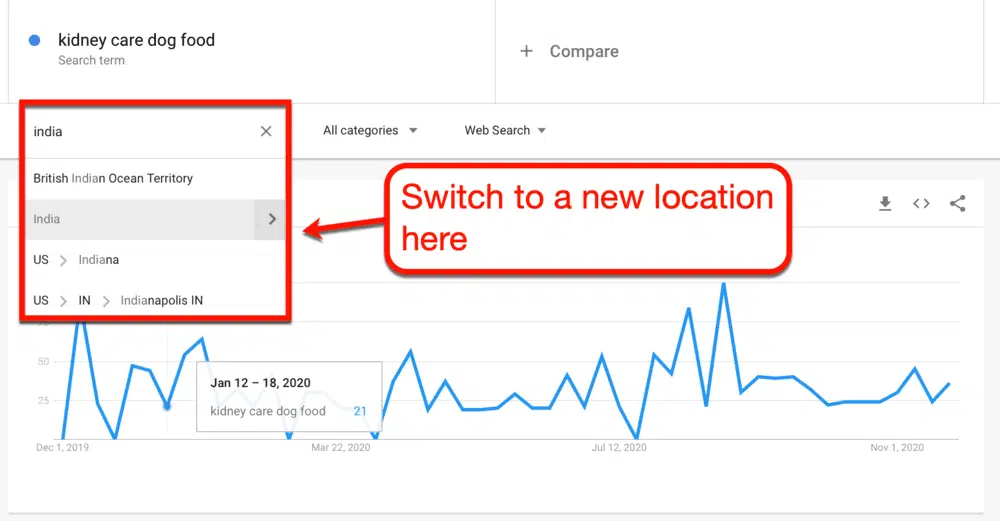 kidney care dog food
Search term
+ Compare
india
All categories
Web Search
British Indian Ocean Territory
India
US > Indiana
US > IN > Indianapolis IN
Switch to a new location
here
75
50
25
Jan 12 – 18, 2020
kidney care dog food 21
Dec 1, 2019
Mar 22, 2020
Jul 12, 2020
Nov 1, 2020